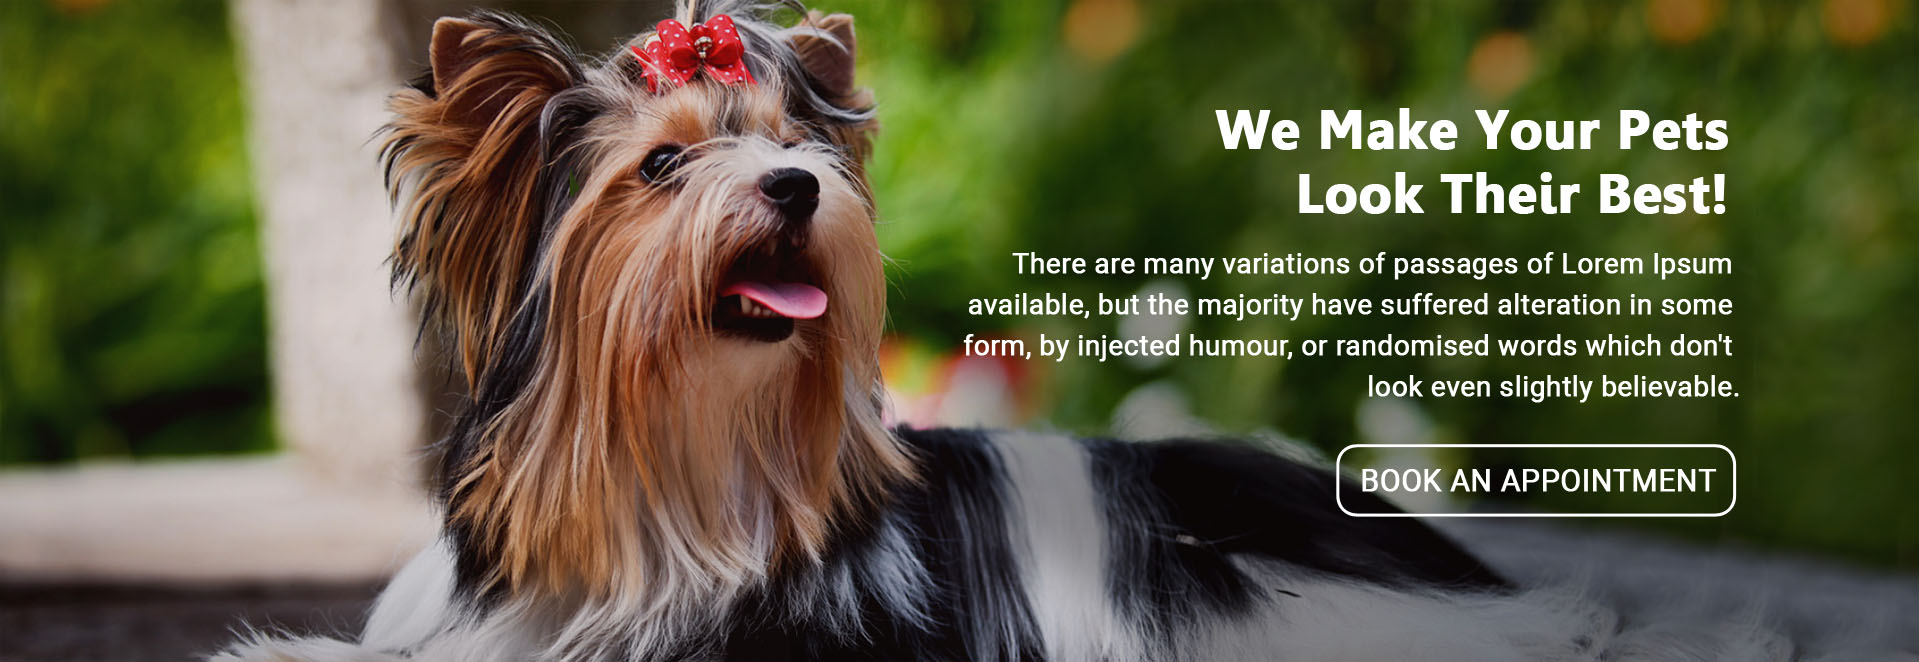 We Make Your Pets
Look Their Best!
There are many variations of passages of Lorem Ipsum
available, but the majority have suffered alteration in some
form, by injected humour, or randomised words which don't
look even slightly believable.
BOOK AN APPOINTMENT